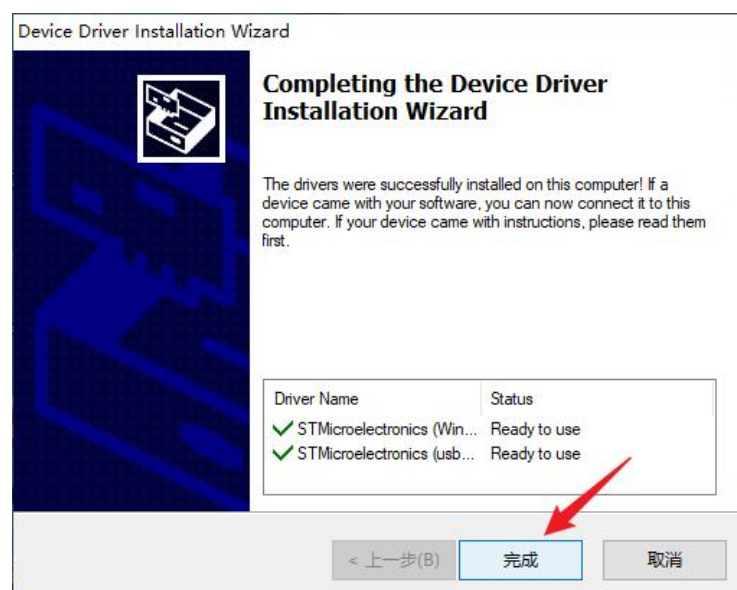 Device Driver Installation Wizard
Completing the Device Driver
Installation Wizard
The drivers were successfully installed on this computer! If a
device came with your software, you can now connect it to this
computer. If your device came with instructions, please read them
first.
Driver Name Status
STMicroelectronics (Win... Ready to use
STMicroelectronics (usb... Ready to use
< 上一步(B) 完成 取消